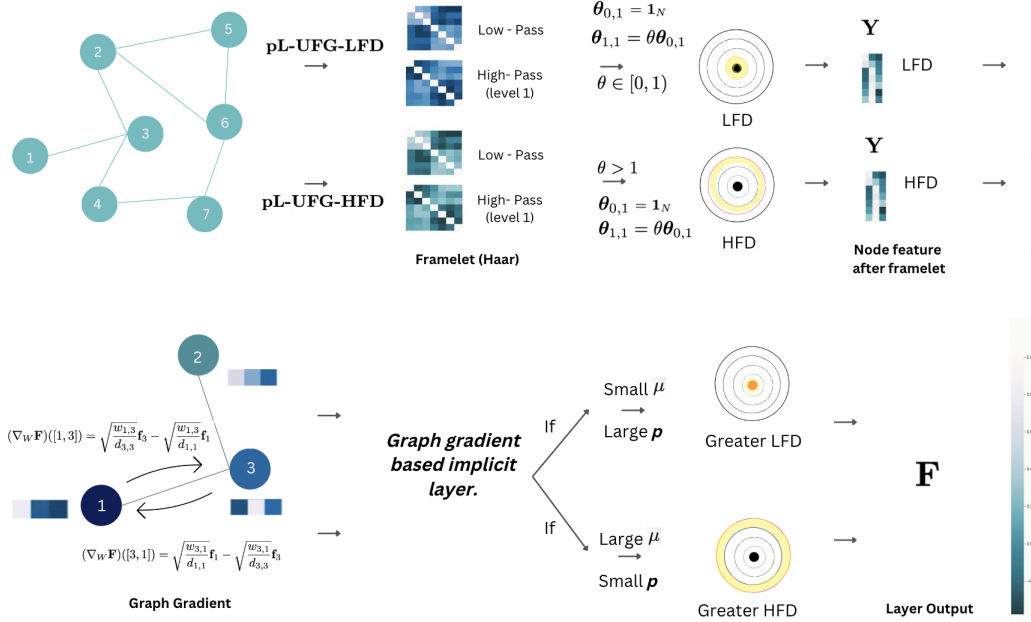 5
2
6
3
1
4
7
pL-UFG-LFD
Low - Pass
High- Pass
(level 1)
pL-UFG-HFD
Low - Pass
High- Pass
(level 1)
Framelet (Haar)
θ₀,₁ = 1_N
θ₁,₁ = θθ₀,₁
θ ∈ [0, 1)
LFD
θ > 1
θ₀,₁ = 1_N
θ₁,₁ = θθ₀,₁
HFD
Y
LFD
Y
HFD
Node feature
after framelet
2
3
1
(∇_W F)([1, 3]) = √(w₁,₃/d₃,₃) f₃ − √(w₁,₃/d₁,₁) f₁
(∇_W F)([3, 1]) = √(w₃,₁/d₁,₁) f₁ − √(w₃,₁/d₃,₃) f₃
Graph Gradient
Graph gradient
based implicit
layer.
If
If
Small μ
Large p
Greater LFD
Large μ
Small p
Greater HFD
F
Layer Output